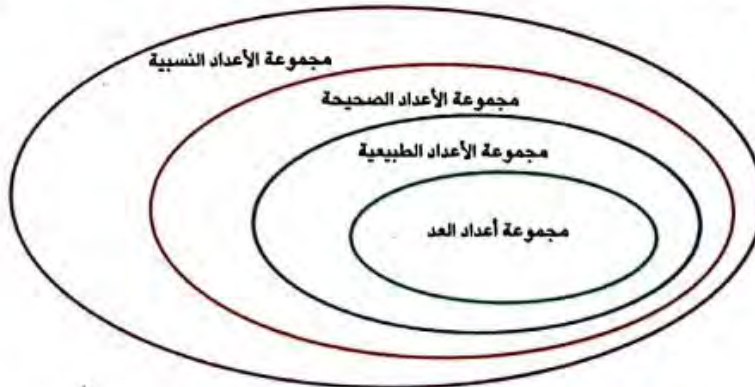 مجموعة الأعداد النسبية
مجموعة الأعداد الصحيحة
مجموعة الأعداد الطبيعية
مجموعة أعداد العد